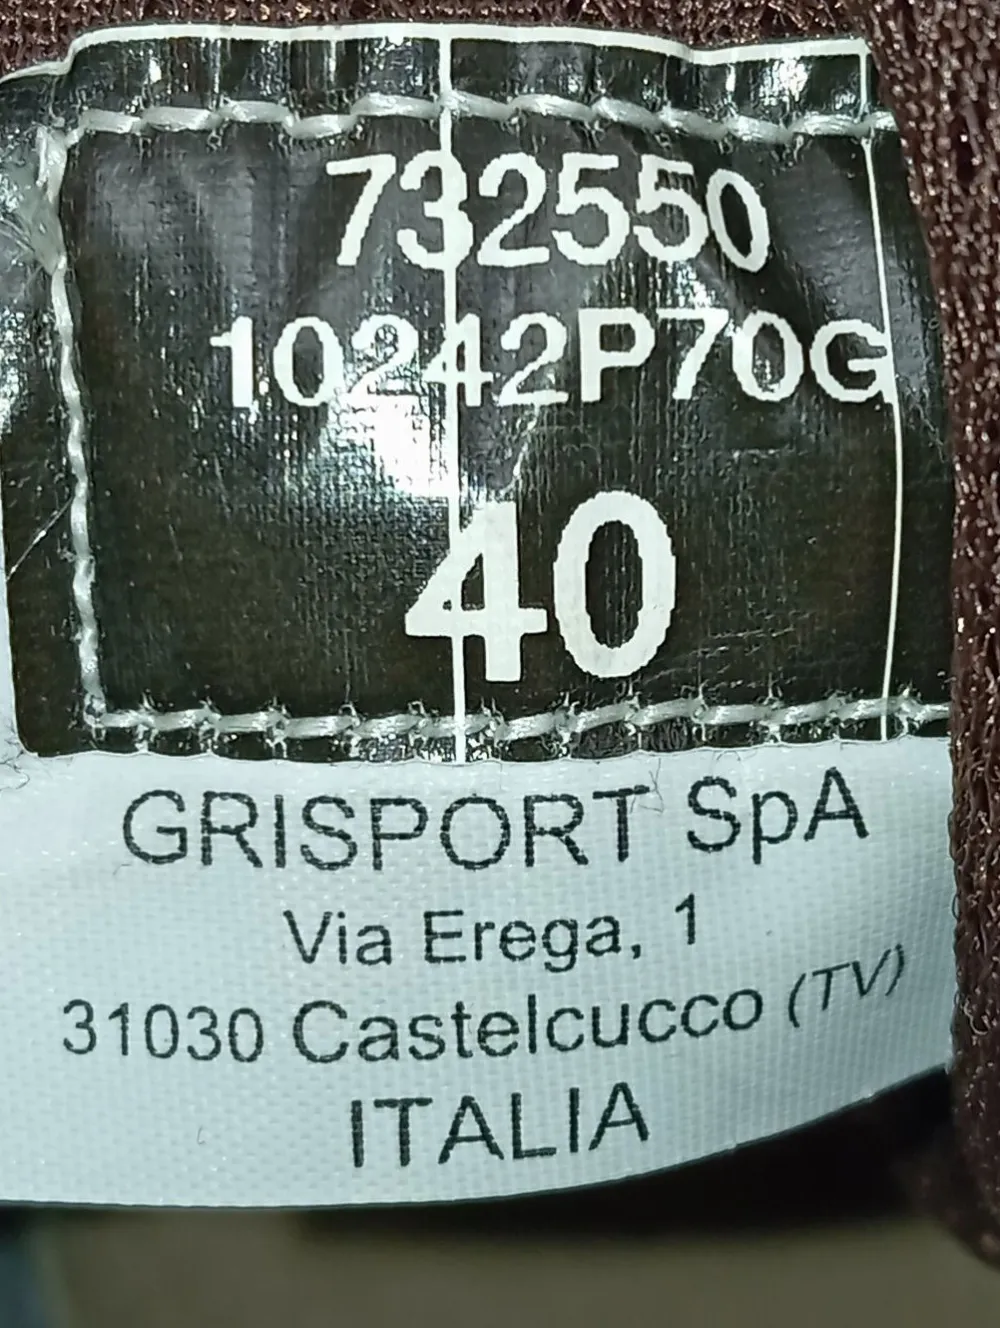 732550
10242P70G
40
GRISPORT SpA
Via Erega, 1
31030 Castelcucco (TV)
ITALIA